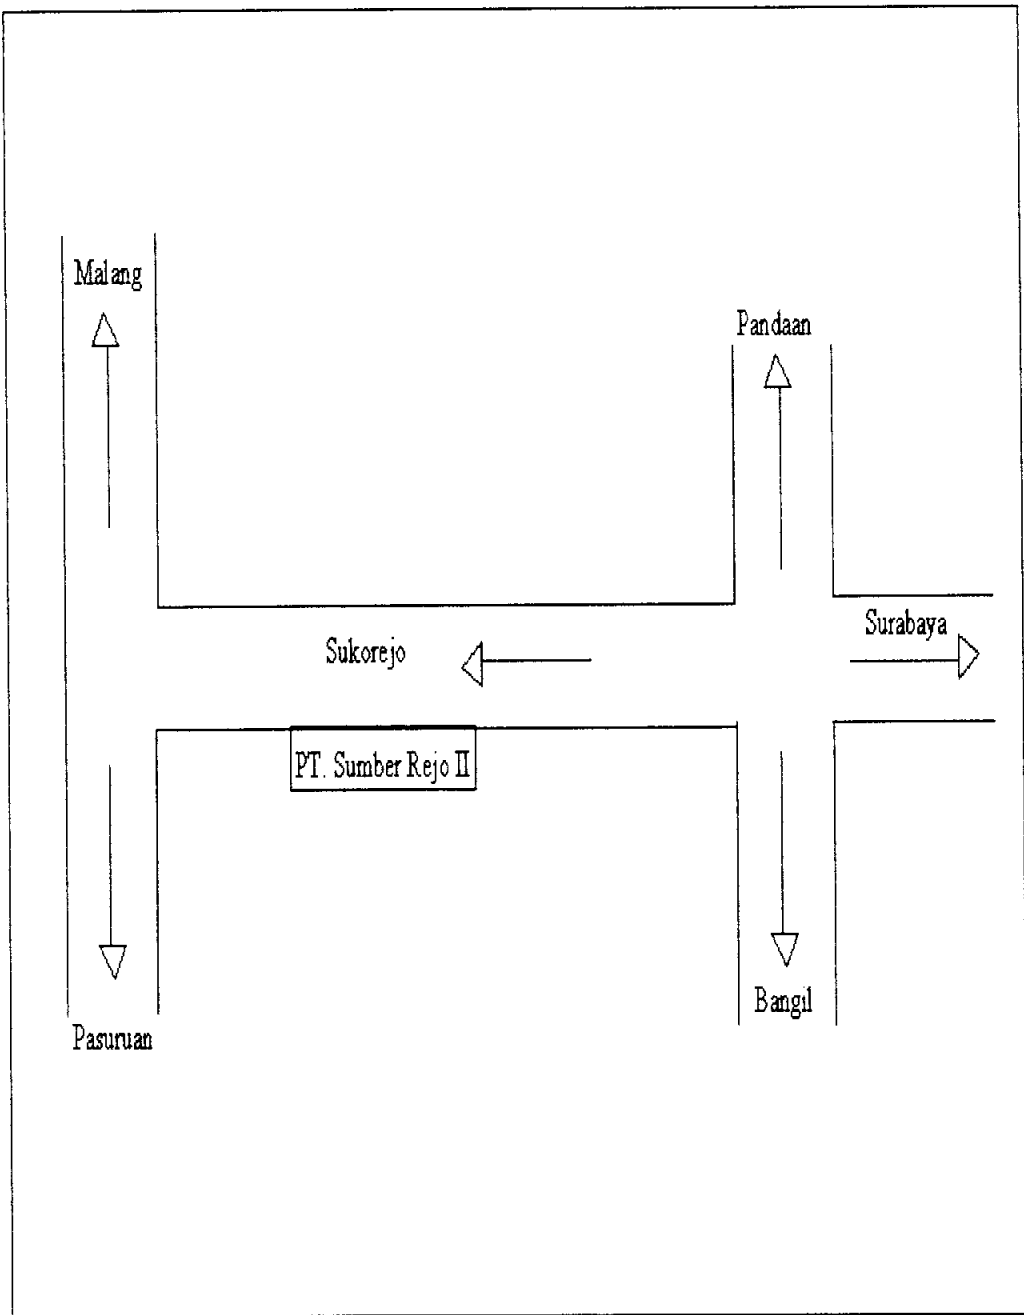 Malang
Pandaan
Surabaya
Sukorejo
PT. Sumber Rejo II
Bangil
Pasuruan